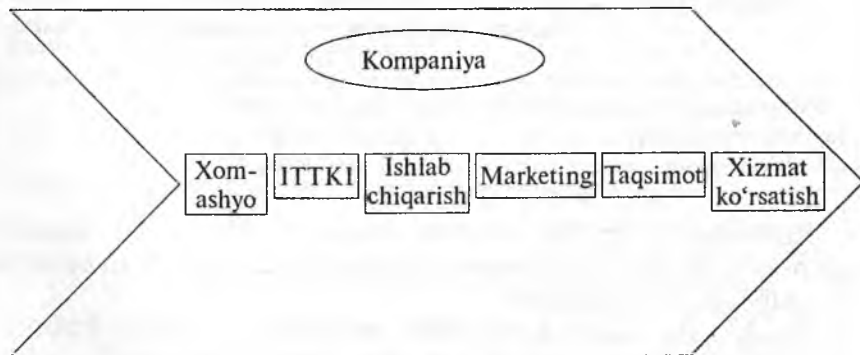 Kompaniya
Xom-
ashyo
ITTKI
Ishlab
chiqarish
Marketing
Taqsimot
Xizmat
ko‘rsatish